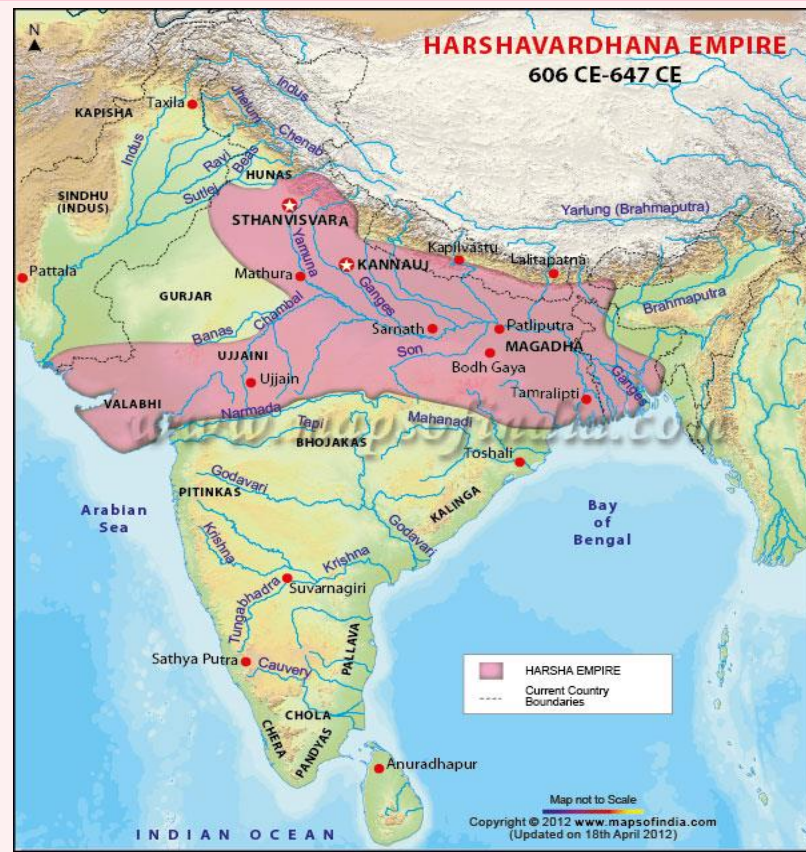 HARSHAVARDHANA EMPIRE
606 CE-647 CE
N
Taxila
KAPISHA
Indus
Jhelum
Chenab
Indus
Ravi
Beas
HUNAS
Sutlej
SINDHU
(INDUS)
STHANVISVARA
Yarlung (Brahmaputra)
Pattala
Yamuna
Kapilvastu
Lalitapatna
Mathura
KANNAUJ
GURJAR
Ganges
Brahmaputra
Banas
Chambal
Sarnath
Patliputra
Son
MAGADHA
UJJAINI
Bodh Gaya
Ujjain
Ganges
VALABHI
Tamralipti
Narmada
www.mapsofindia.com
Tapi
Mahanadi
BHOJAKAS
Toshali
Godavari
PITINKAS
KALINGA
Arabian
Sea
Bay
of
Bengal
Krishna
Godavari
Krishna
Suvarnagiri
Tungabhadra
PALLAVA
Sathya Putra
Cauvery
HARSHA EMPIRE
Current Country
Boundaries
CHOLA
CHERA
PANDYAS
Anuradhapur
Map not to Scale
Copyright © 2012 www.mapsofindia.com
(Updated on 18th April 2012)
INDIAN OCEAN